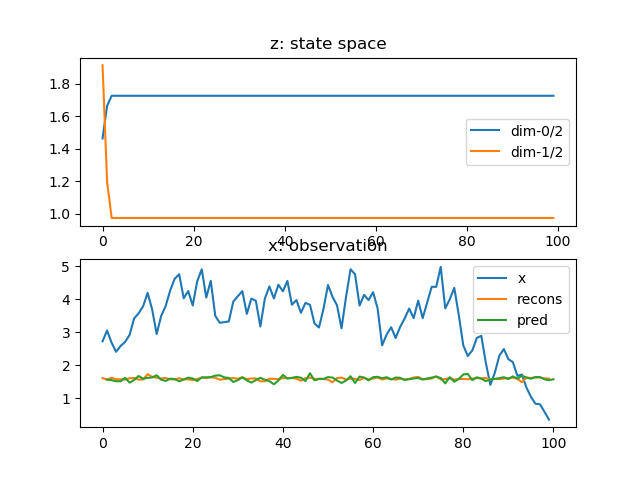 z: state space
1.8
1.6
1.4
1.2
1.0
dim-0/2
dim-1/2
0 20 40 60 80 100
x: observation
5
4
3
2
1
x
recons
pred
0 20 40 60 80 100